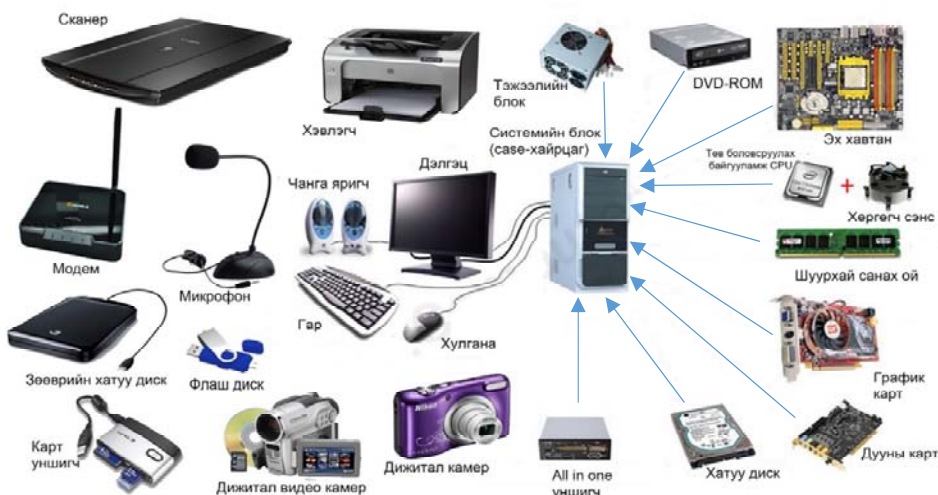 Сканер
Хэвлэгч
Тэжээлийн
блок
DVD-ROM
Эх хавтан
Системийн блок
(case-хайрцаг)
Дэлгэц
Чанга яригч
Төв боловсруулах
байгууламж CPU
+
Хөргөгч сэнс
Модем
Микрофон
Шуурхай санах ой
Гар
Хулгана
Зөөврийн хатуу диск
Флаш диск
График
карт
Nikon
Карт
уншигч
Дижитал видео камер
Дижитал камер
All in one
уншигч
Хатуу диск
Дууны карт